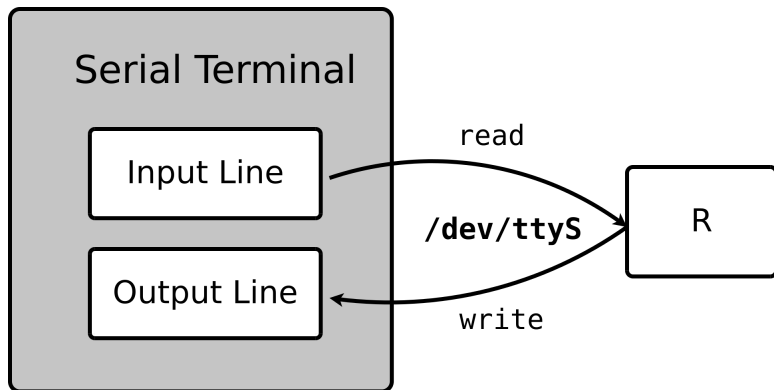 Serial Terminal
read
Input Line
R
/dev/ttyS
Output Line
write